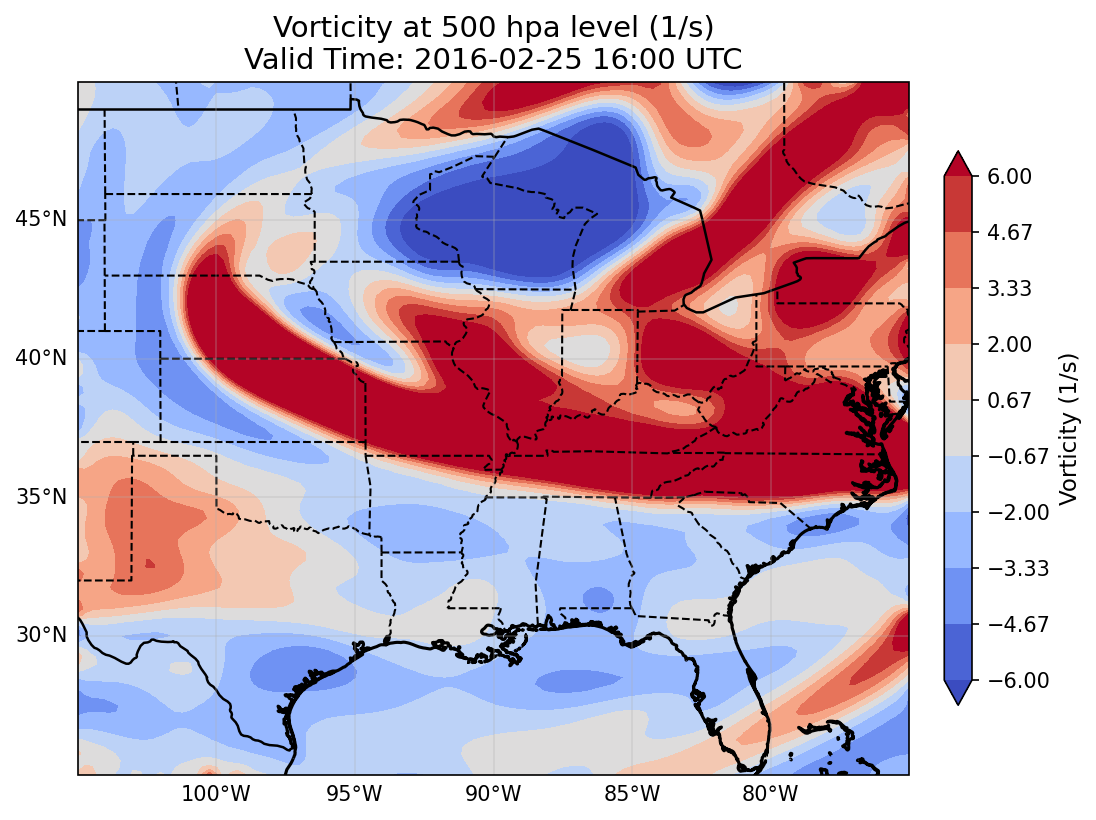 Vorticity at 500 hpa level (1/s)
Valid Time: 2016-02-25 16:00 UTC
45°N
40°N
35°N
30°N
100°W
95°W
90°W
85°W
80°W
6.00
4.67
3.33
2.00
0.67
−0.67
−2.00
−3.33
−4.67
−6.00
Vorticity (1/s)